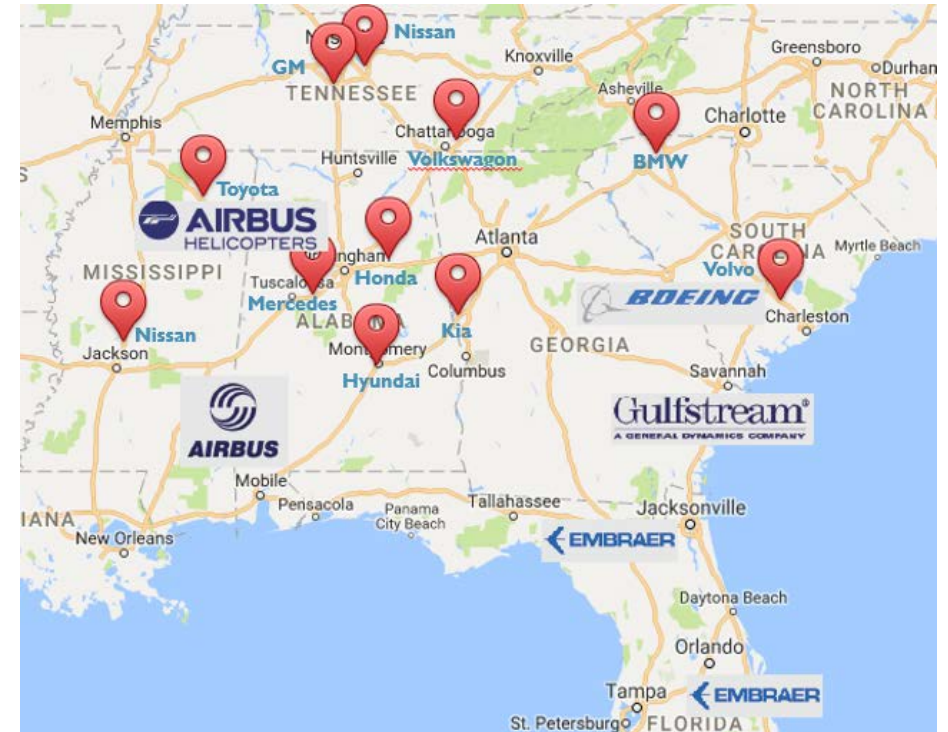 Nissan
GM
Knoxville
Greensboro
Durham
TENNESSEE
Asheville
NORTH
CAROLINA
Memphis
Chattanooga
Charlotte
Huntsville
Volkswagon
BMW
Toyota
AIRBUS
HELICOPTERS
Atlanta
SOUTH
CAROLINA
Myrtle Beach
MISSISSIPPI
Tuscaloosa
Honda
Volvo
Mercedes
BOEING
ALABAMA
Kia
Charleston
Nissan
Jackson
Montgomery
GEORGIA
Hyundai
Columbus
Savannah
Gulfstream®
A GENERAL DYNAMICS COMPANY
AIRBUS
Mobile
Pensacola
Panama
City Beach
Tallahassee
Jacksonville
IANA
New Orleans
EMBRAER
Daytona Beach
Orlando
Tampa
EMBRAER
St. Petersburg
FLORIDA